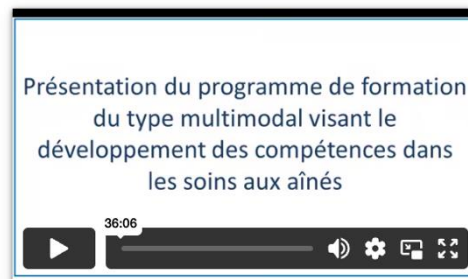 Présentation du programme de formation
du type multimodal visant le
développement des compétences dans
les soins aux aînés
36:06